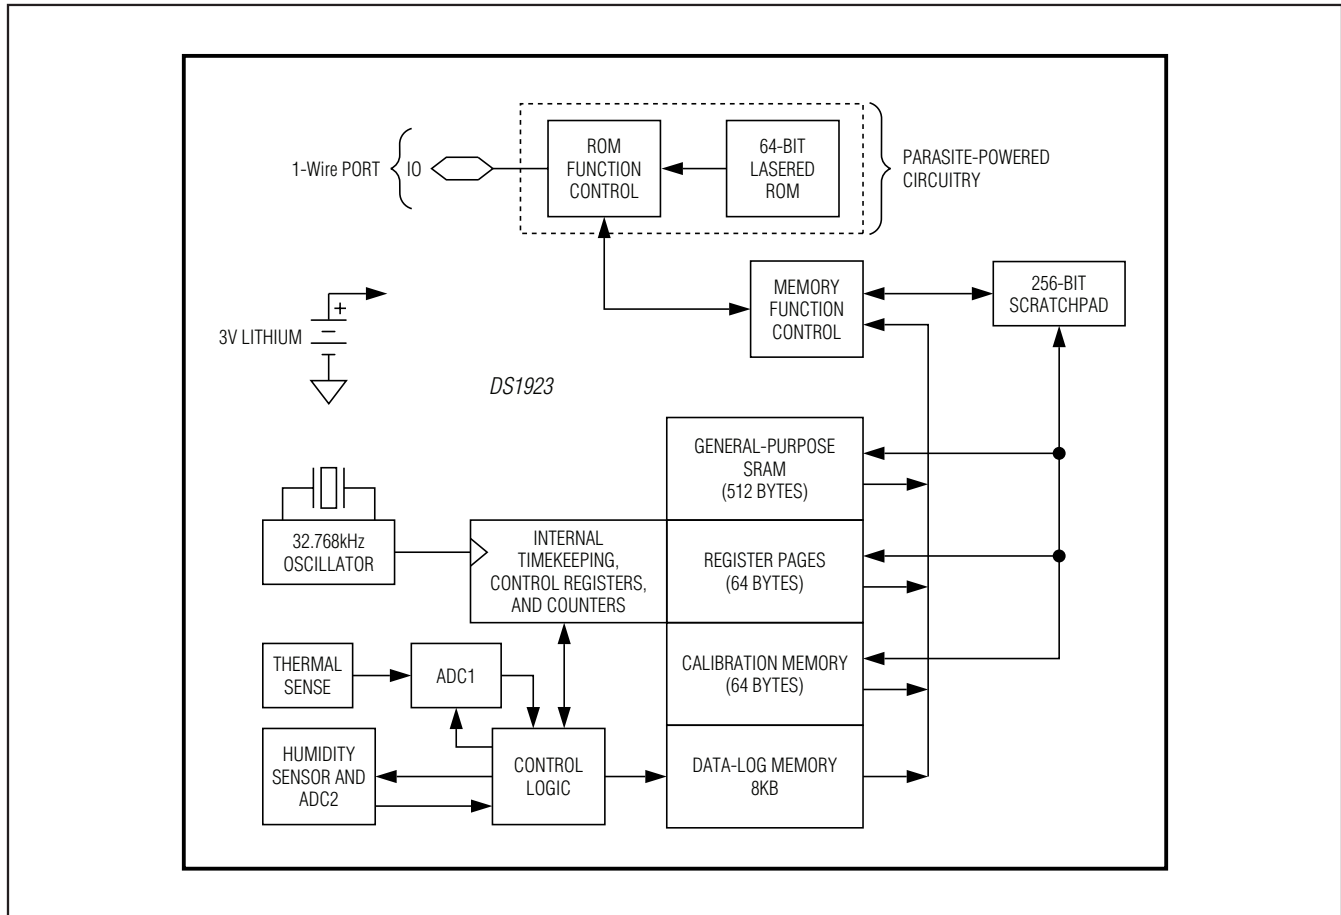 1-Wire PORT
IO
ROM
FUNCTION
CONTROL
64-BIT
LASERED
ROM
PARASITE-POWERED
CIRCUITRY
MEMORY
FUNCTION
CONTROL
256-BIT
SCRATCHPAD
+
3V LITHIUM
DS1923
GENERAL-PURPOSE
SRAM
(512 BYTES)
32.768kHz
OSCILLATOR
INTERNAL
TIMEKEEPING,
CONTROL REGISTERS,
AND COUNTERS
REGISTER PAGES
(64 BYTES)
THERMAL
SENSE
ADC1
CALIBRATION MEMORY
(64 BYTES)
HUMIDITY
SENSOR AND
ADC2
CONTROL
LOGIC
DATA-LOG MEMORY
8KB